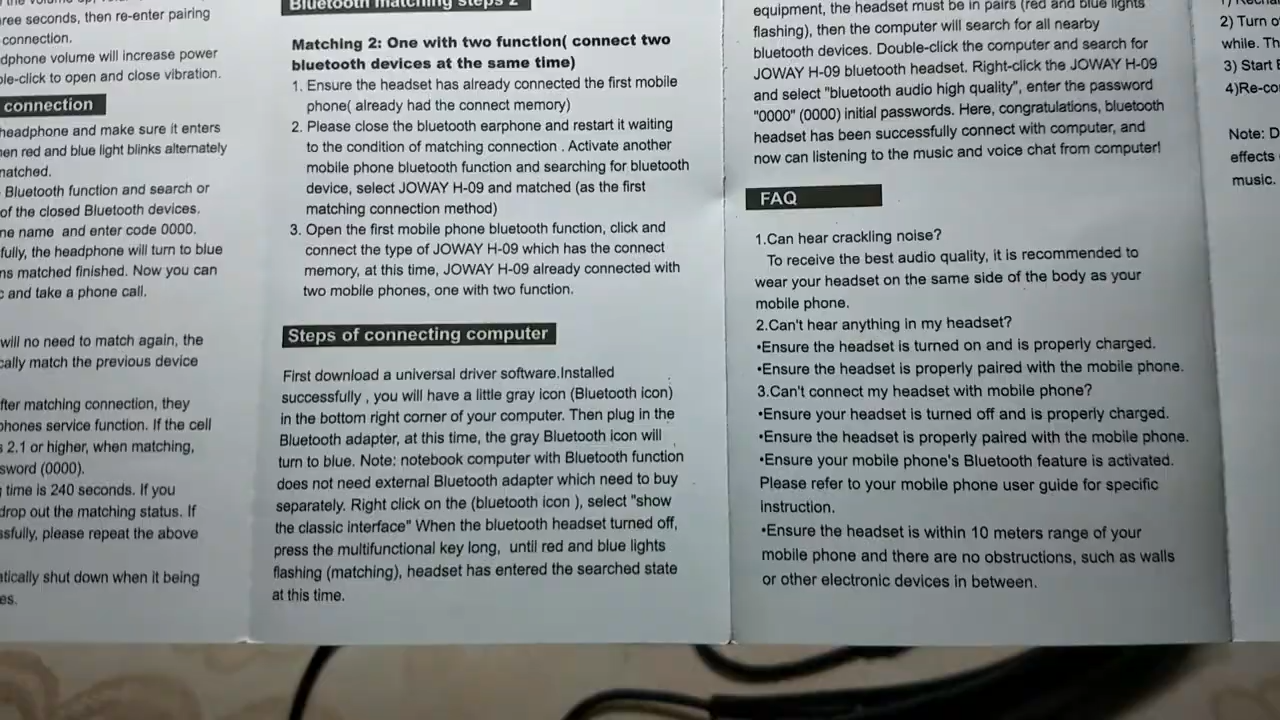 three seconds, then re-enter pairing
connection.
dphone volume will increase power
ble-click to open and close vibration.
connection
headphone and make sure it enters
en red and blue light blinks alternately
matched.
Bluetooth function and search or
of the closed Bluetooth devices.
ne name and enter code 0000.
fully, the headphone will turn to blue
ns matched finished. Now you can
c and take a phone call.
will no need to match again, the
cally match the previous device
fter matching connection, they
phones service function. If the cell
s 2.1 or higher, when matching,
sword (0000).
time is 240 seconds. If you
drop out the matching status. If
ssfully, please repeat the above
atically shut down when it being
es.
Bluetooth matching steps 2
Matching 2: One with two function( connect two
bluetooth devices at the same time)
1. Ensure the headset has already connected the first mobile
phone( already had the connect memory)
2. Please close the bluetooth earphone and restart it waiting
to the condition of matching connection . Activate another
mobile phone bluetooth function and searching for bluetooth
device, select JOWAY H-09 and matched (as the first
matching connection method)
3. Open the first mobile phone bluetooth function, click and
connect the type of JOWAY H-09 which has the connect
memory, at this time, JOWAY H-09 already connected with
two mobile phones, one with two function.
Steps of connecting computer
First download a universal driver software.Installed
successfully , you will have a little gray icon (Bluetooth icon)
in the bottom right corner of your computer. Then plug in the
Bluetooth adapter, at this time, the gray Bluetooth icon will
turn to blue. Note: notebook computer with Bluetooth function
does not need external Bluetooth adapter which need to buy
separately. Right click on the (bluetooth icon ), select "show
the classic interface" When the bluetooth headset turned off,
press the multifunctional key long, until red and blue lights
flashing (matching), headset has entered the searched state
at this time.
equipment, the headset must be in pairs (red and blue lights
flashing), then the computer will search for all nearby
bluetooth devices. Double-click the computer and search for
JOWAY H-09 bluetooth headset. Right-click the JOWAY H-09
and select "bluetooth audio high quality", enter the password
"0000" (0000) initial passwords. Here, congratulations, bluetooth
headset has been successfully connect with computer, and
now can listening to the music and voice chat from computer!
FAQ
1.Can hear crackling noise?
To receive the best audio quality, it is recommended to
wear your headset on the same side of the body as your
mobile phone.
2.Can't hear anything in my headset?
•Ensure the headset is turned on and is properly charged.
•Ensure the headset is properly paired with the mobile phone.
3.Can't connect my headset with mobile phone?
•Ensure your headset is turned off and is properly charged.
•Ensure the headset is properly paired with the mobile phone.
•Ensure your mobile phone's Bluetooth feature is activated.
Please refer to your mobile phone user guide for specific
instruction.
•Ensure the headset is within 10 meters range of your
mobile phone and there are no obstructions, such as walls
or other electronic devices in between.
2) Turn o
while. Th
3) Start
4)Re-co
Note: D
effects
music.